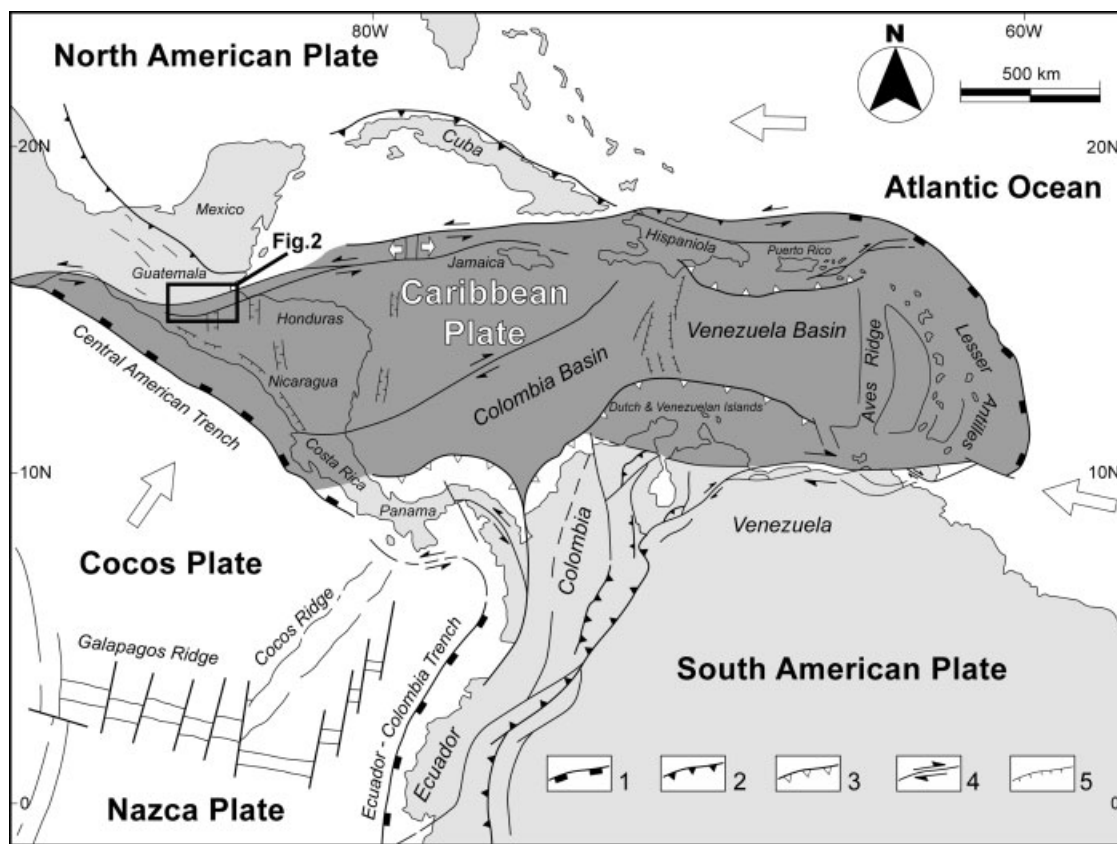 80W
60W
North American Plate
N
500 km
20N
20N
Cuba
Atlantic Ocean
Mexico
Fig.2
Hispaniola
Puerto Rico
Guatemala
Jamaica
Caribbean
Plate
Honduras
Venezuela Basin
Aves Ridge
Lesser
Antilles
Central American Trench
Nicaragua
Colombia Basin
Dutch & Venezuelan Islands
Costa Rica
10N
10N
Panama
Venezuela
Colombia
Cocos Plate
Cocos Ridge
Galapagos Ridge
Ecuador - Colombia Trench
South American Plate
Ecuador
1
2
3
4
5
Nazca Plate
0
0